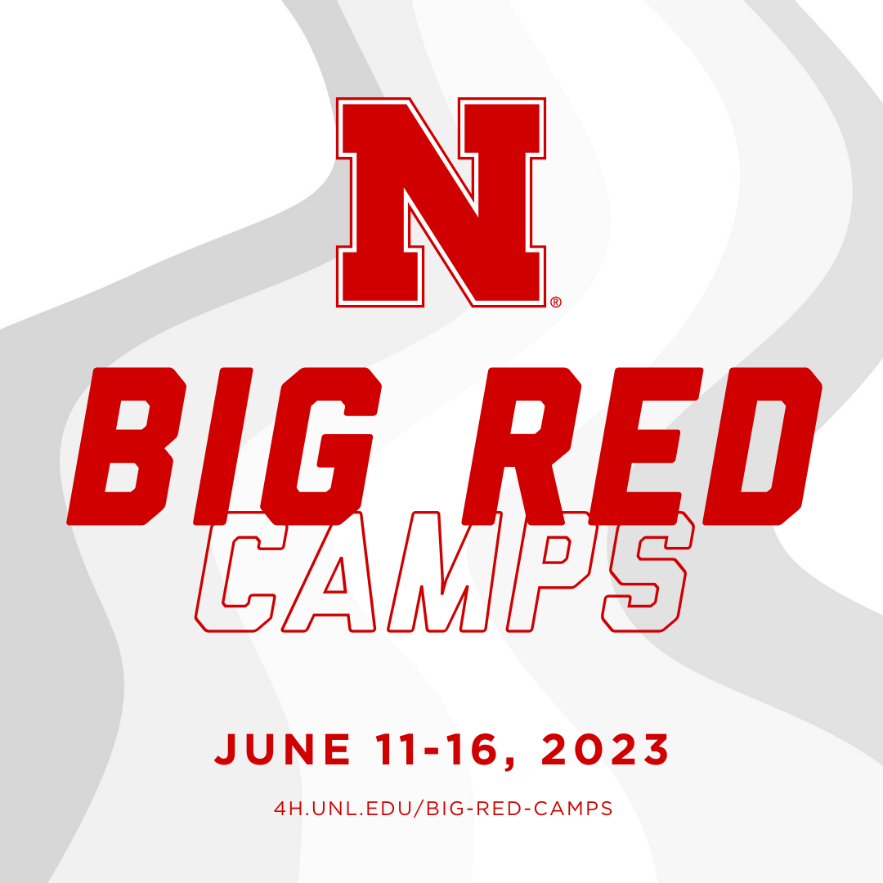 N®
BIG RED
CAMPS
JUNE 11-16, 2023
4H.UNL.EDU/BIG-RED-CAMPS